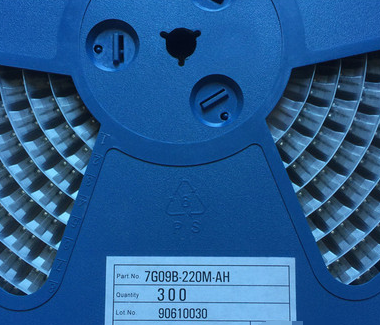 6
PS
Part No. 7G09B-220M-AH
Quantity 300
Lot No. 90610030